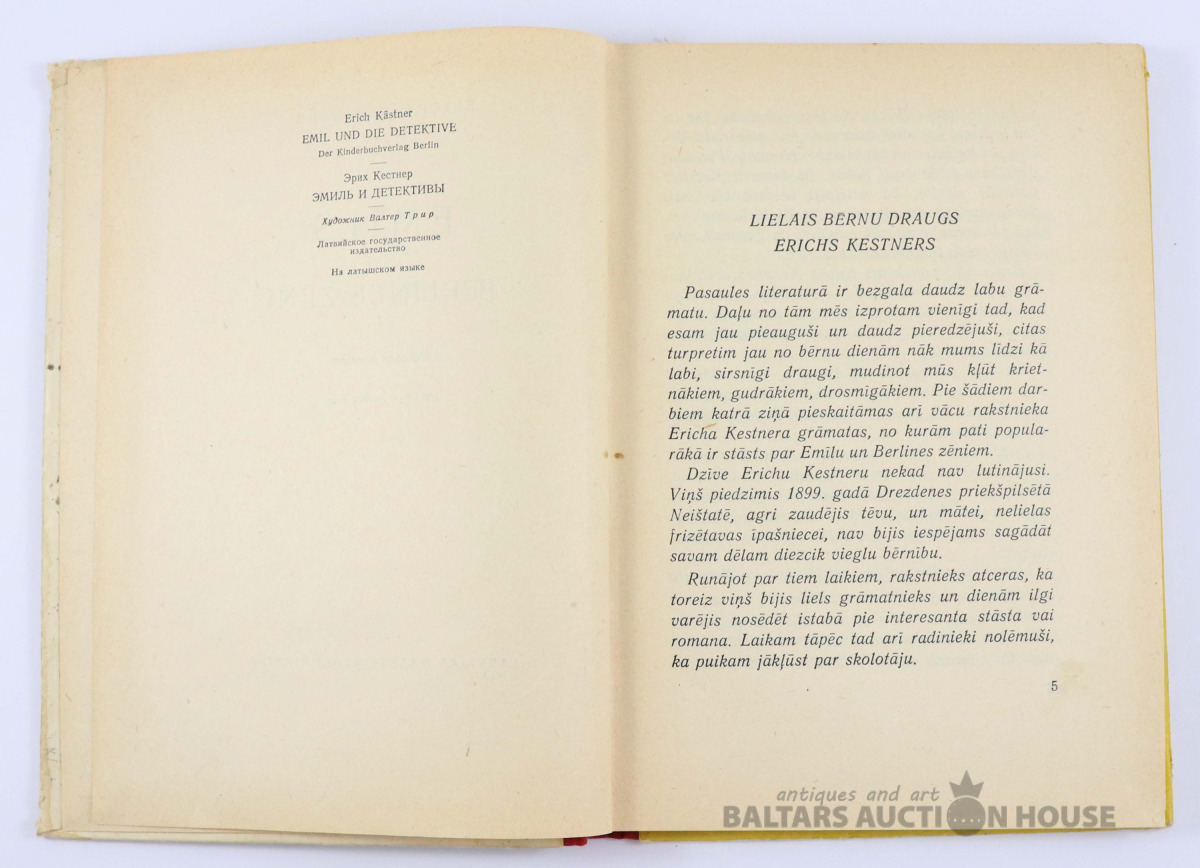 Erich Kästner
EMIL UND DIE DETEKTIVE
Der Kinderbuchverlag Berlin
Эрих Кестнер
ЭМИЛЬ И ДЕТЕКТИВЫ
Художник Валтер Трир
Латвийское государственное
издательство
На латышском языке
LIELAIS BĒRNU DRAUGS
ERICHS ĶESTNERS
Pasaules literaturā ir bezgala daudz labu grā-
matu. Daļu no tām mēs izprotam vienīgi tad, kad
esam jau pieauguši un daudz pieredzējuši, citas
turpretim jau no bērnu dienām nāk mums līdzi kā
labi, sirsnīgi draugi, mudinot mūs kļūt kriet-
nākiem, gudrākiem, drosmīgākiem. Pie šādiem dar-
biem katrā ziņā pieskaitāmas arī vācu rakstnieka
Ericha Ķestnera grāmatas, no kurām pati popula-
rākā ir stāsts par Emīlu un Berlines zēniem.
Dzīve Erichu Ķestneru nekad nav lutinājusi.
Viņš piedzimis 1899. gadā Drezdenes priekšpilsētā
Neištatē, agri zaudējis tēvu, un mātei, nelielas
frizētavas īpašniecei, nav bijis iespējams sagādāt
savam dēlam diezcik vieglu bērnību.
Runājot par tiem laikiem, rakstnieks atceras, ka
toreiz viņš bijis liels grāmatnieks un dienām ilgi
varējis nosēdēt istabā pie interesanta stāsta vai
romana. Laikam tāpēc tad arī radinieki nolēmuši,
ka puikam jākļūst par skolotāju.
5
antiques and art
BALTARS AUCTION HOUSE